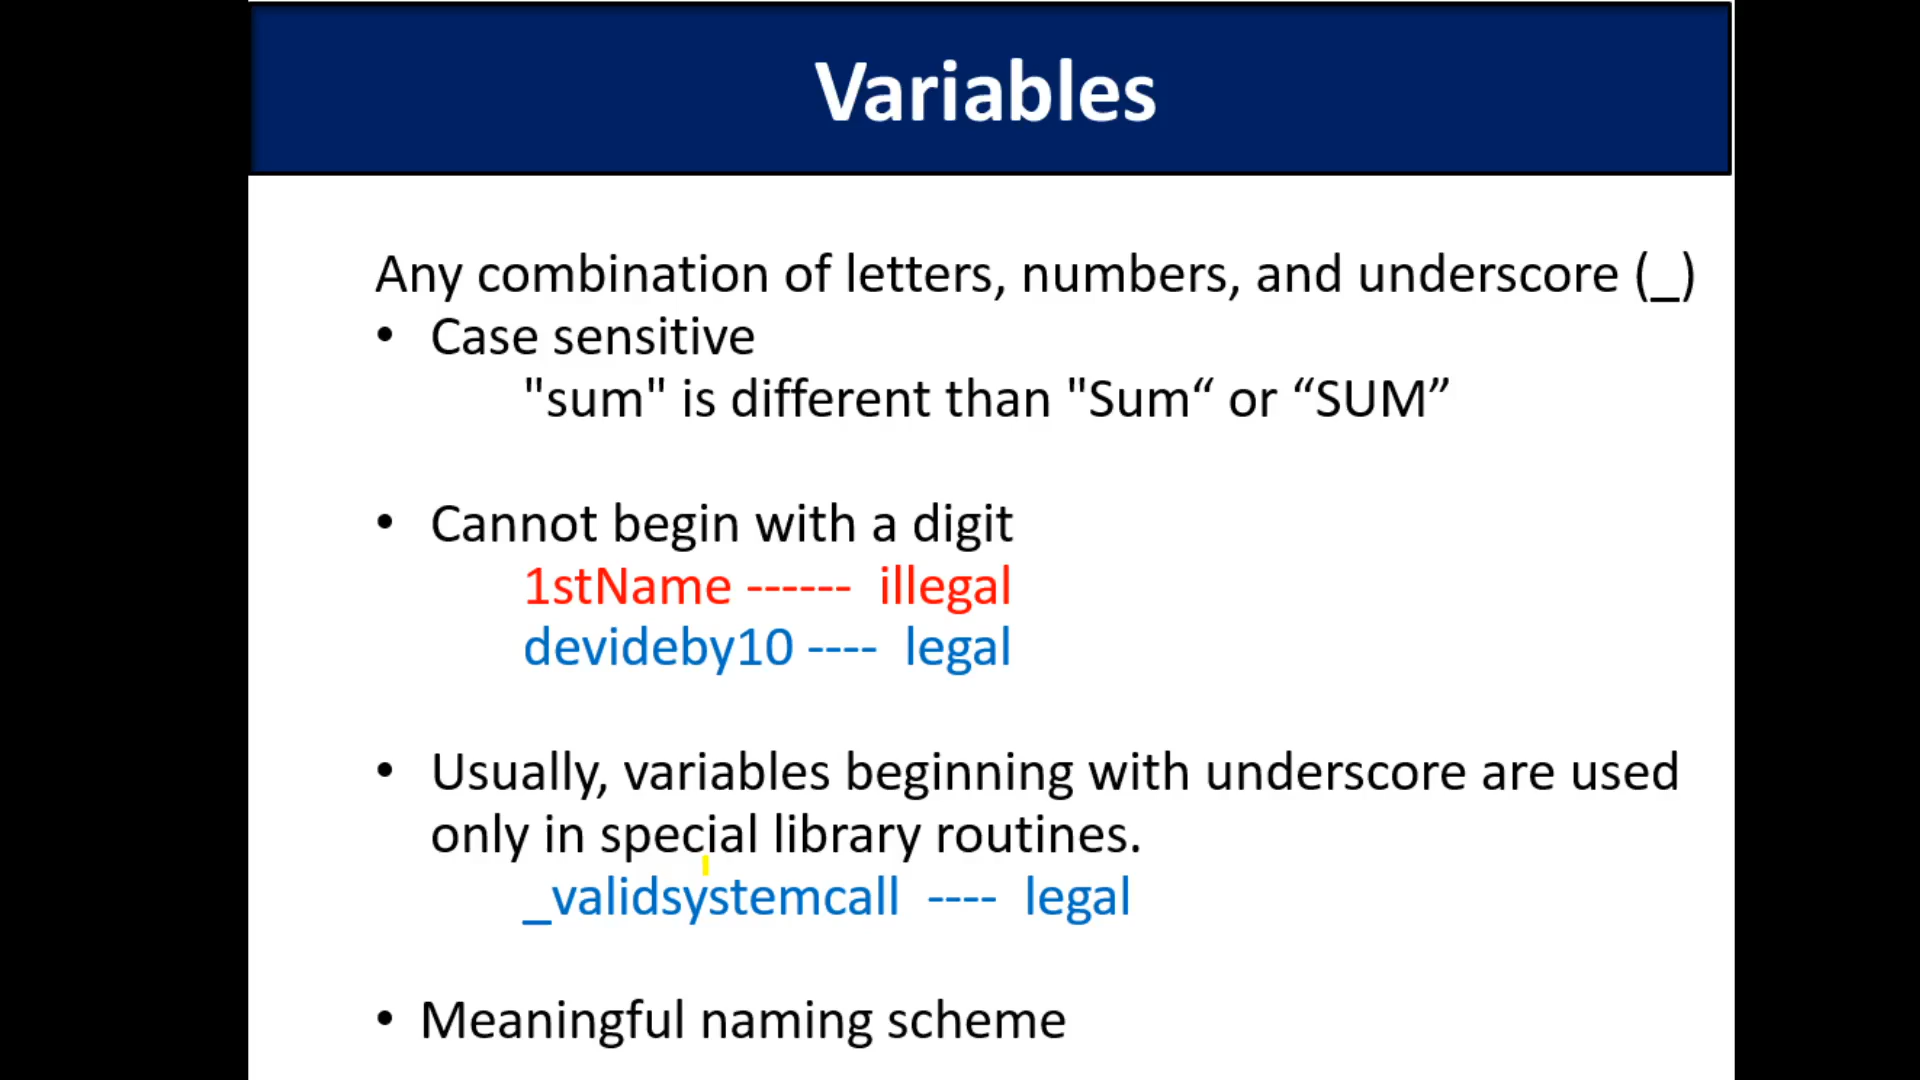 Variables
Any combination of letters, numbers, and underscore (_)
• Case sensitive
"sum" is different than "Sum“ or “SUM”
• Cannot begin with a digit
1stName ------ illegal
devideby10 ---- legal
• Usually, variables beginning with underscore are used
only in special library routines.
_validsystemcall ---- legal
• Meaningful naming scheme